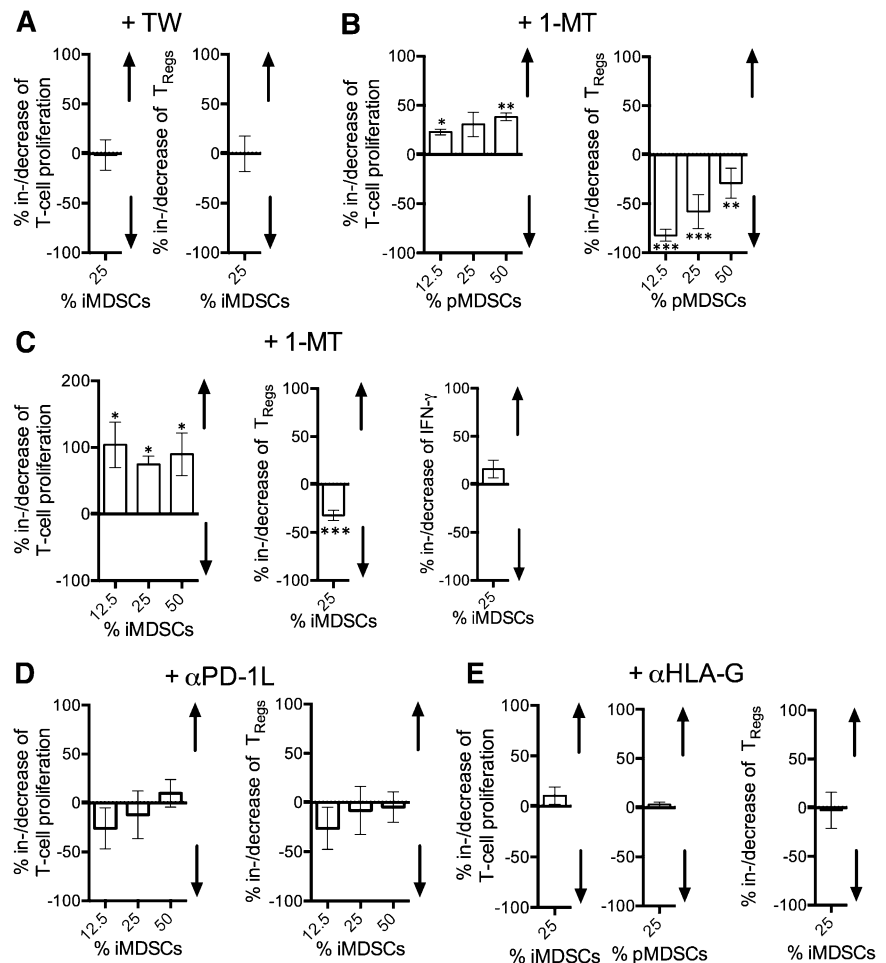 A
+ TW
% in-/decrease of
T-cell proliferation
100
50
0
-50
-100
25
% iMDSCs
% in-/decrease of TRegs
100
50
0
-50
-100
25
% iMDSCs
B
+ 1-MT
% in-/decrease of
T-cell proliferation
100
50
0
-50
-100
*
**
12.5 25 50
% pMDSCs
% in-/decrease of TRegs
100
50
0
-50
-100
***
***
**
12.5 25 50
% pMDSCs
C
+ 1-MT
% in-/decrease of
T-cell proliferation
200
100
0
-100
*
*
*
12.5 25 50
% iMDSCs
% in-/decrease of TRegs
100
50
0
-50
-100
***
25
% iMDSCs
% in-/decrease of IFN-γ
100
50
0
-50
-100
25
% iMDSCs
D
+ αPD-1L
% in-/decrease of
T-cell proliferation
100
50
0
-50
-100
12.5 25 50
% iMDSCs
% in-/decrease of TRegs
100
50
0
-50
-100
12.5 25 50
% iMDSCs
E
+ αHLA-G
% in-/decrease of
T-cell proliferation
100
50
0
-50
-100
25
% iMDSCs
100
50
0
-50
-100
25
% pMDSCs
% in-/decrease of TRegs
100
50
0
-50
-100
25
% iMDSCs